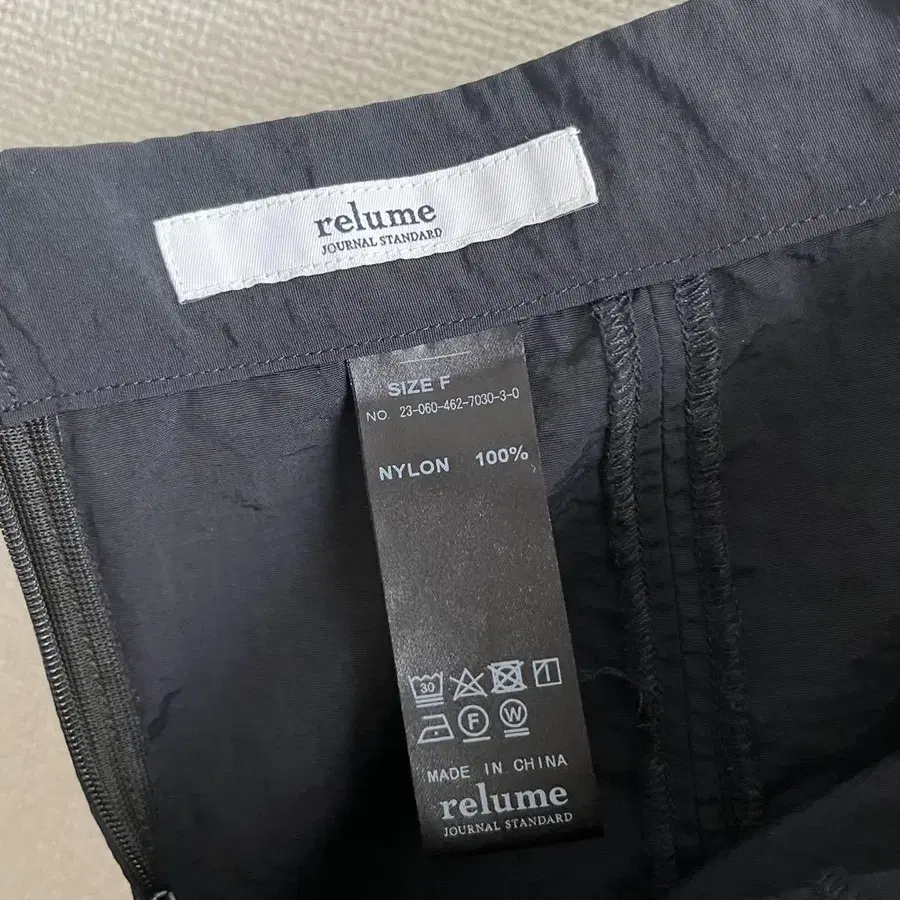 relume
JOURNAL STANDARD
SIZE F
NO. 23-060-462-7030-3-0
NYLON 100%
30
F
W
MADE IN CHINA
relume
JOURNAL STANDARD